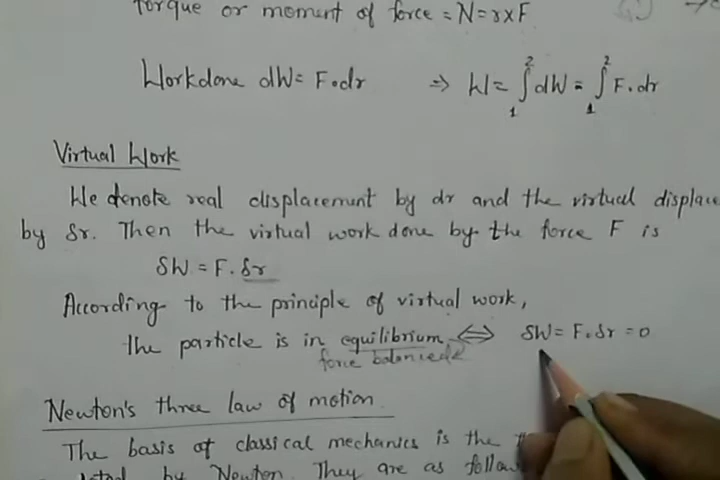 Torque or moment of force = N = r×F
Workdone dW = F.dr ⇒ W = ∫₁² dW = ∫₁² F.dr
Virtual Work
We denote real displacement by dr and the virtual
by δr. Then the virtual work done by the force F is
δW = F.δr
According to the principle of virtual work,
the particle is in equilibrium ⇔ δW = F.δr = 0
force balanced
Newton's three law of motion
The basis of classical mechanics is the
by Newton. They are as